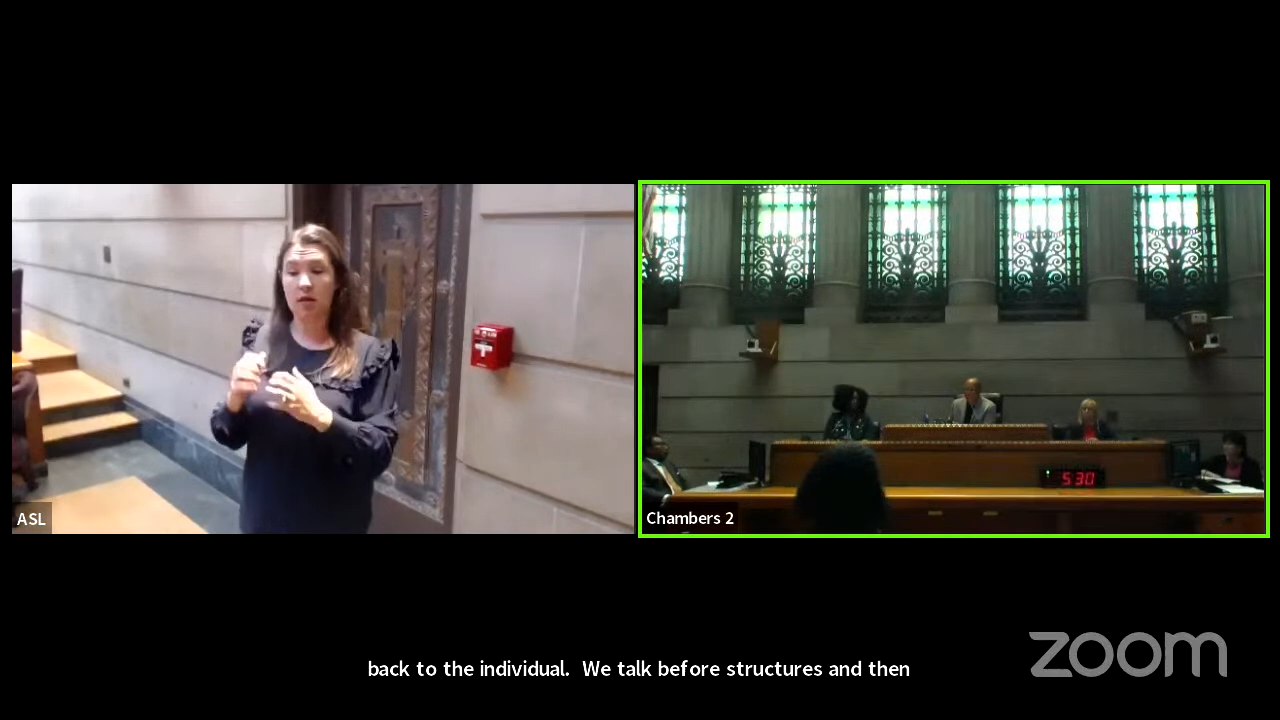 ASL
5 30
Chambers 2
back to the individual.  We talk before structures and then
zoom